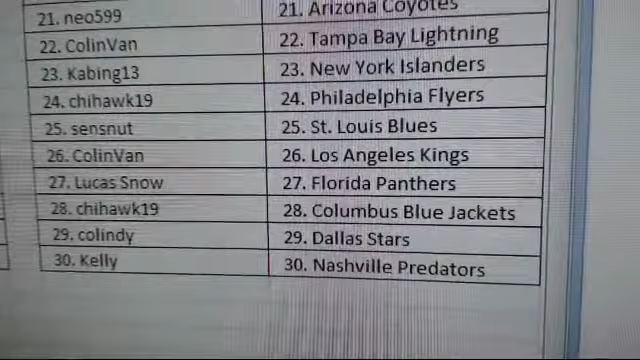 21. neo599 21. Arizona Coyotes
22. ColinVan 22. Tampa Bay Lightning
23. Kabing13 23. New York Islanders
24. chihawk19 24. Philadelphia Flyers
25. sensnut 25. St. Louis Blues
26. ColinVan 26. Los Angeles Kings
27. Lucas Snow 27. Florida Panthers
28. chihawk19 28. Columbus Blue Jackets
29. colindy 29. Dallas Stars
30. Kelly 30. Nashville Predators